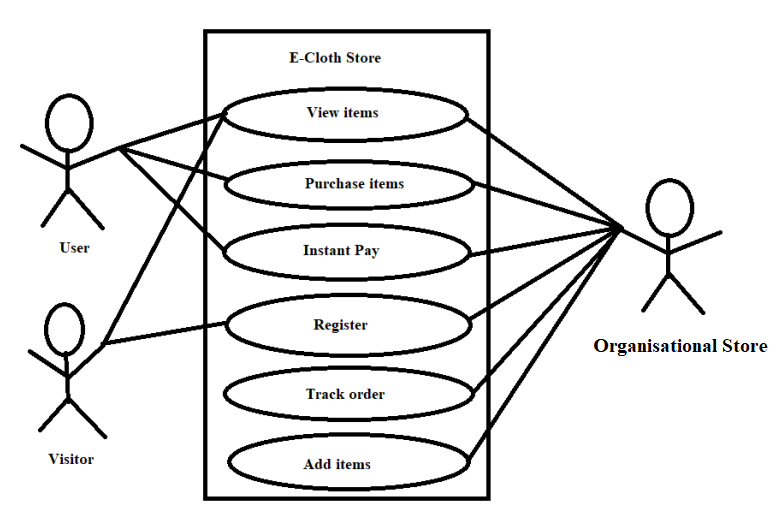 E-Cloth Store
View items
Purchase items
User
Instant Pay
Register
Organisational Store
Track order
Visitor
Add items